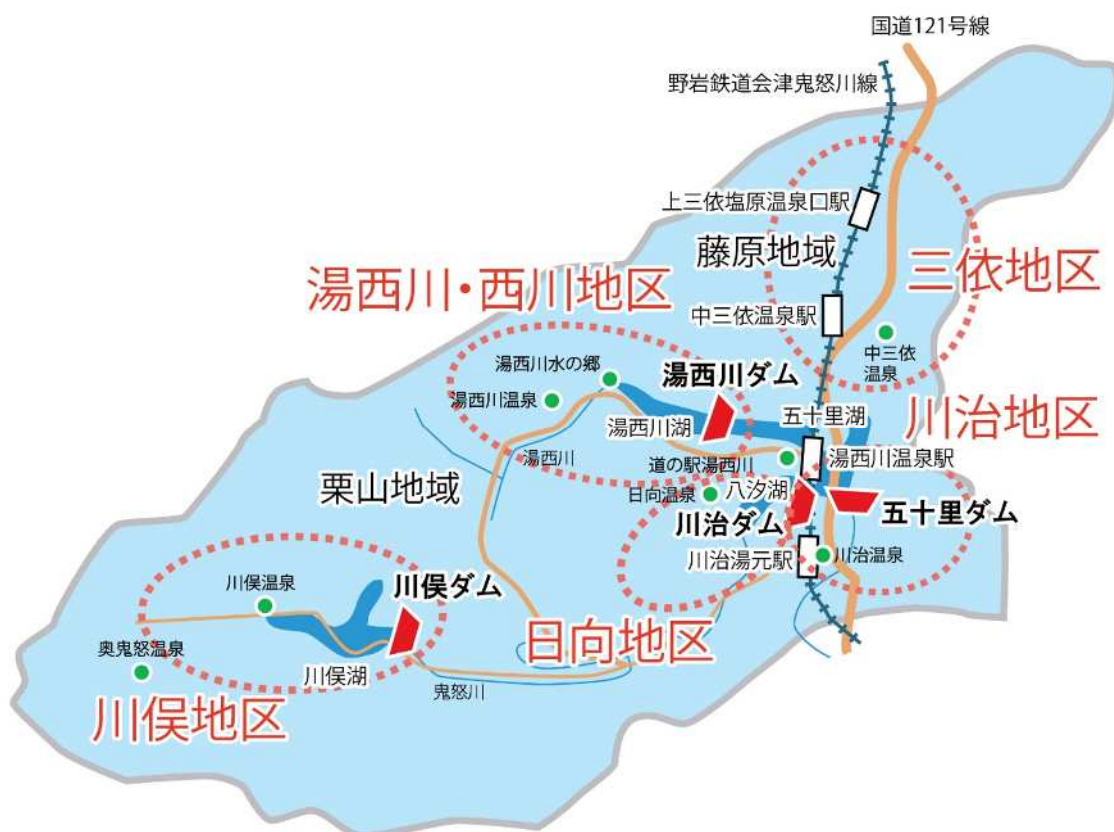 国道121号線
野岩鉄道会津鬼怒川線
上三依塩原温泉口駅
藤原地域
三依地区
湯西川・西川地区
中三依温泉駅
中三依
温泉
湯西川水の郷
湯西川ダム
湯西川温泉
川治地区
五十里湖
湯西川湖
湯西川
道の駅湯西川
湯西川温泉駅
栗山地域
日向温泉
八汐湖
五十里ダム
川治ダム
川治湯元駅
川治温泉
川俣温泉
川俣ダム
日向地区
奥鬼怒温泉
川俣湖
鬼怒川
川俣地区